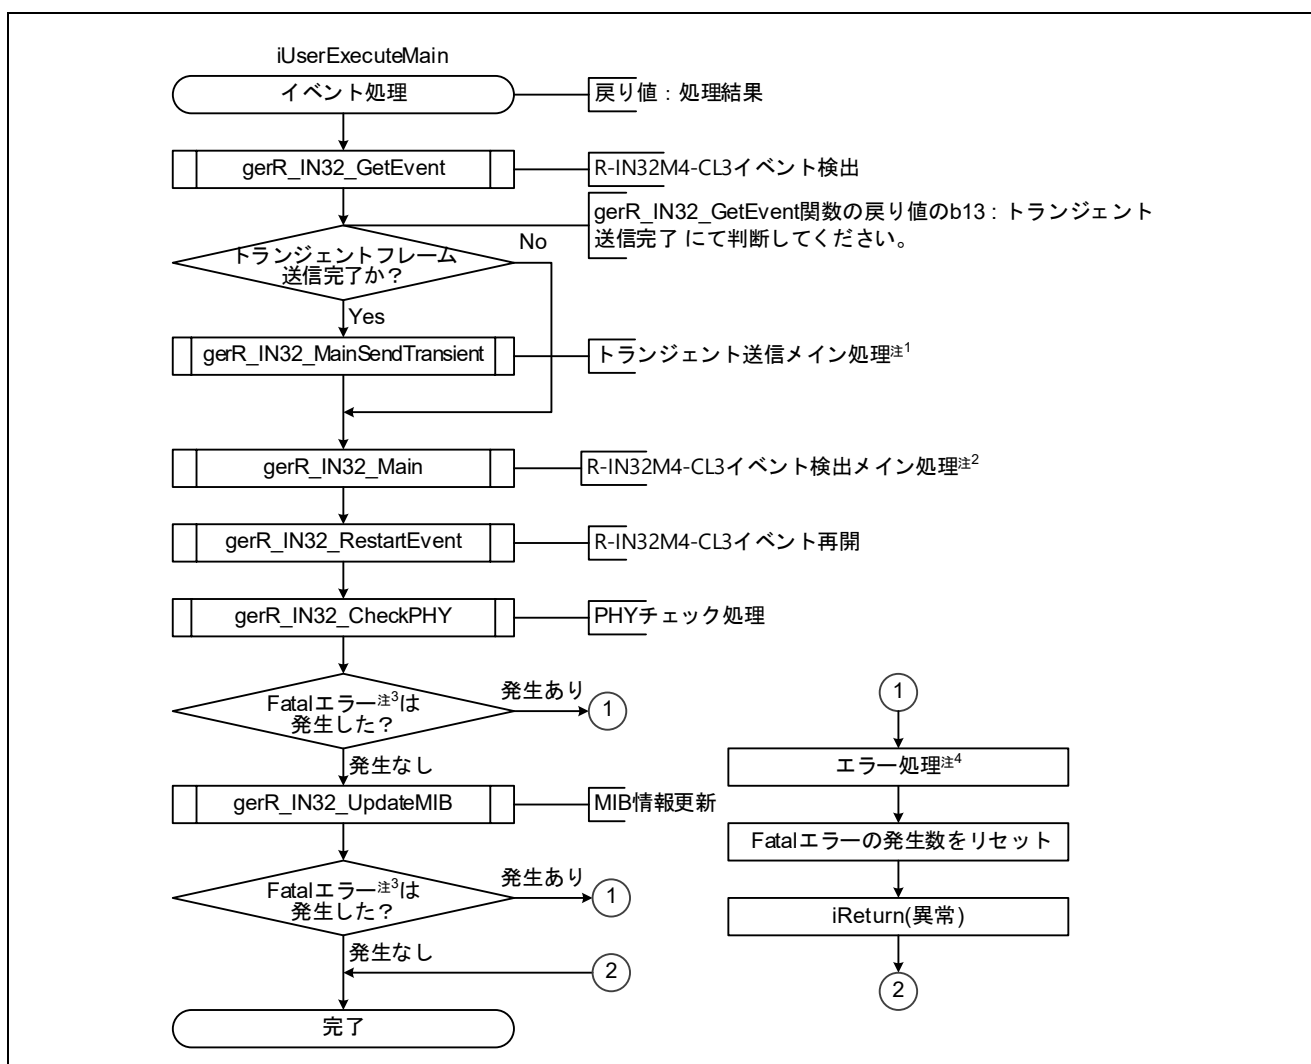 iUserExecuteMain
イベント処理
戻り値：処理結果
gerR_IN32_GetEvent
R-IN32M4-CL3イベント検出
gerR_IN32_GetEvent関数の戻り値のb13：トランジェント
送信完了 にて判断してください。
トランジェントフレーム
送信完了か？
No
Yes
gerR_IN32_MainSendTransient
トランジェント送信メイン処理注1
gerR_IN32_Main
R-IN32M4-CL3イベント検出メイン処理注2
gerR_IN32_RestartEvent
R-IN32M4-CL3イベント再開
gerR_IN32_CheckPHY
PHYチェック処理
Fatalエラー注3は
発生した？
発生あり
1
発生なし
gerR_IN32_UpdateMIB
MIB情報更新
Fatalエラー注3は
発生した？
発生あり
1
発生なし
2
完了
1
エラー処理注4
Fatalエラーの発生数をリセット
iReturn(異常)
2